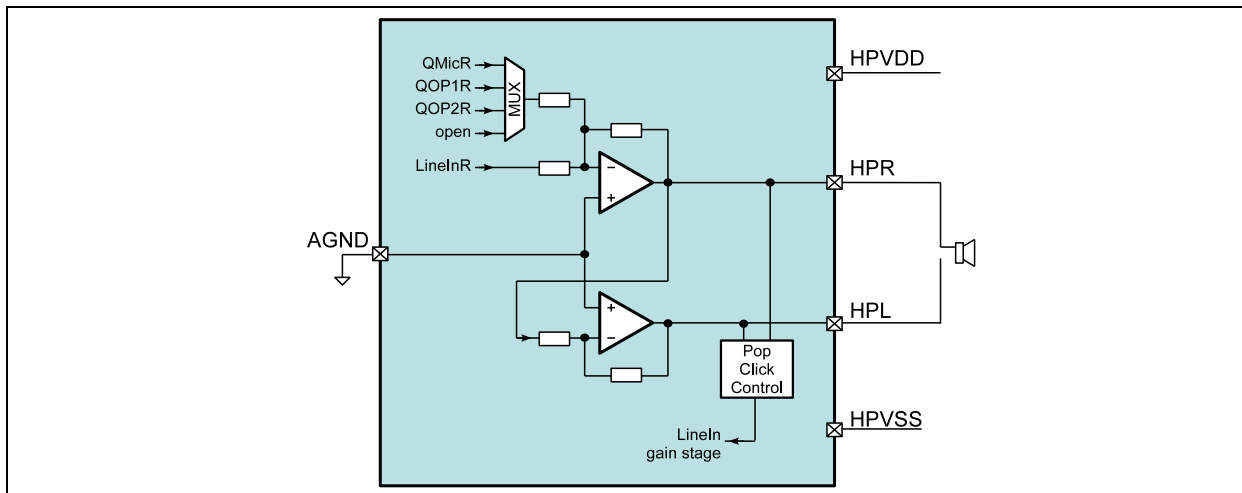 QMicR
QOP1R
QOP2R
open
MUX
LineInR
AGND
HPVDD
HPR
HPL
HPVSS
−
+
+
−
Pop
Click
Control
LineIn
gain stage